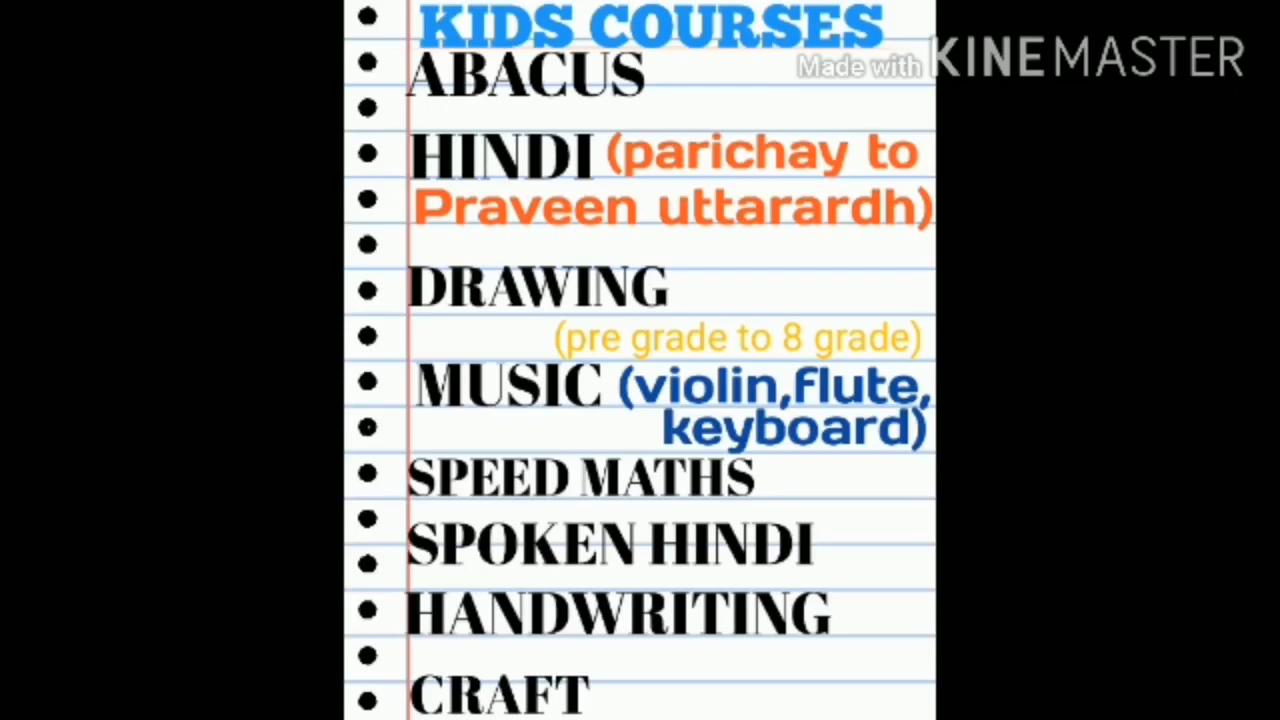 KIDS COURSES
Made with KINEMASTER
ABACUS
HINDI (parichay to
Praveen uttarardh)
DRAWING
(pre grade to 8 grade)
MUSIC (violin,flute,
keyboard)
SPEED MATHS
SPOKEN HINDI
HANDWRITING
CRAFT